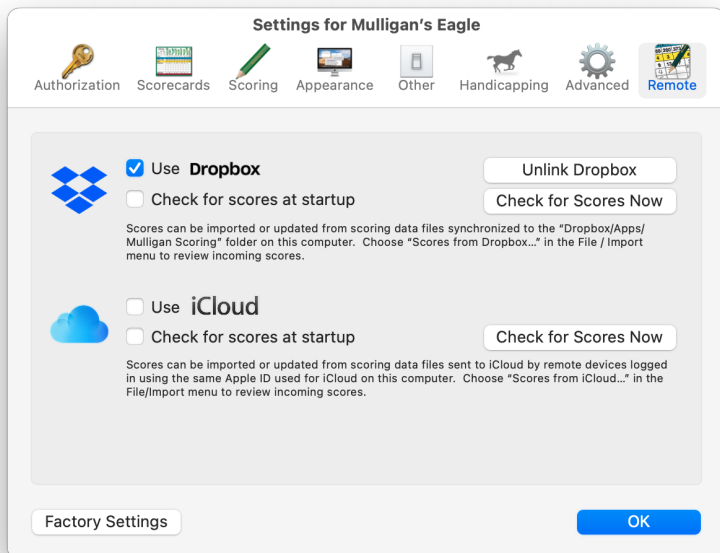 Settings for Mulligan's Eagle
Authorization Scorecards Scoring Appearance Other Handicapping Advanced Remote
Use Dropbox
Unlink Dropbox
Check for scores at startup
Check for Scores Now
Scores can be imported or updated from scoring data files synchronized to the “Dropbox/Apps/
Mulligan Scoring” folder on this computer. Choose “Scores from Dropbox...” in the File / Import
menu to review incoming scores.
Use iCloud
Check for scores at startup
Check for Scores Now
Scores can be imported or updated from scoring data files sent to iCloud by remote devices logged
in using the same Apple ID used for iCloud on this computer. Choose “Scores from iCloud...” in the
File/Import menu to review incoming scores.
Factory Settings
OK